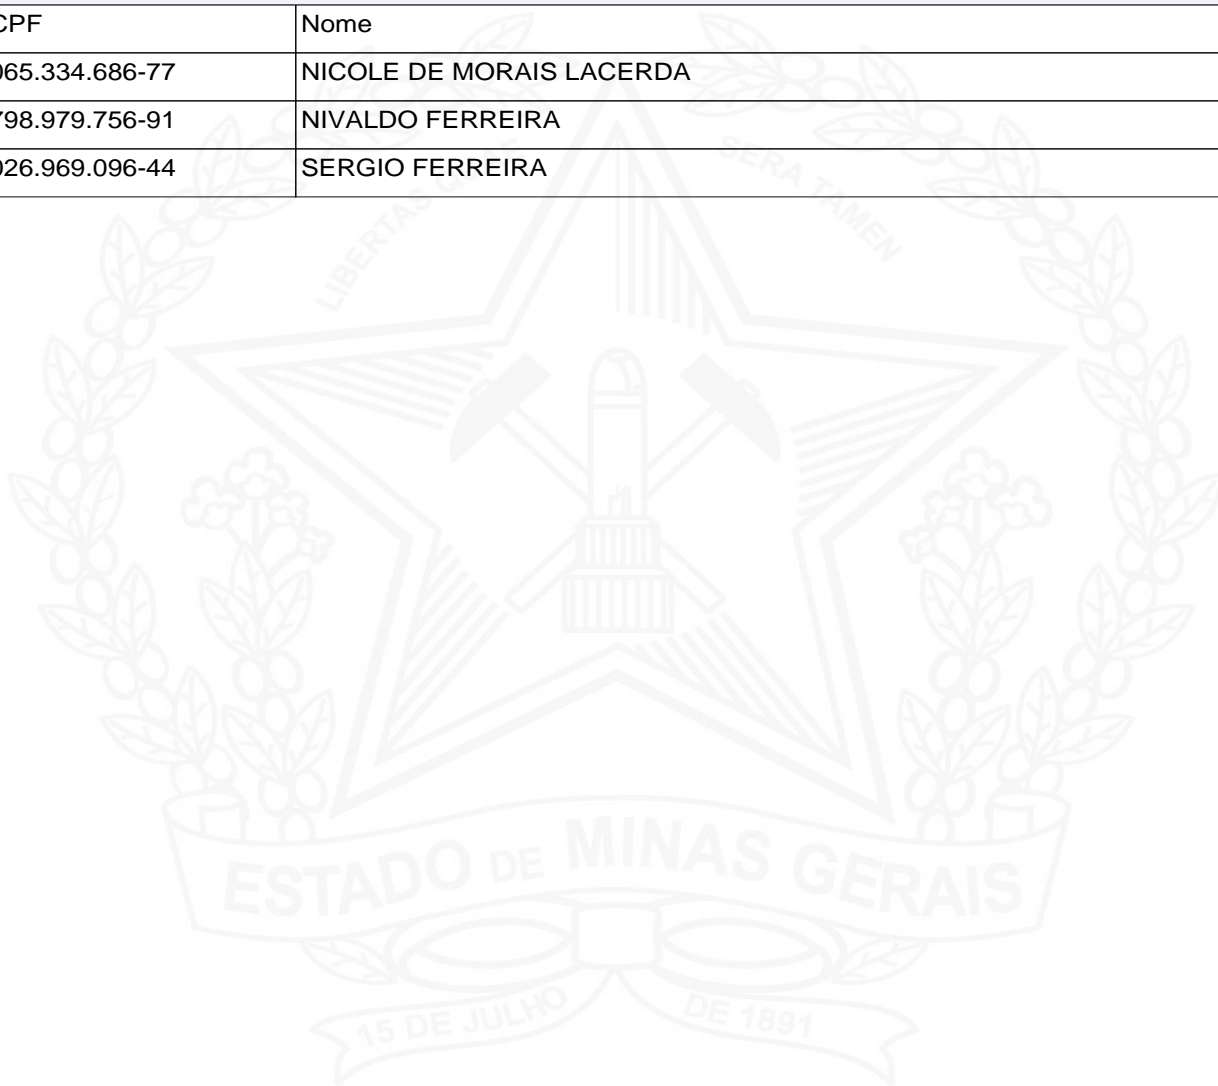 CPF Nome
065.334.686-77 NICOLE DE MORAIS LACERDA
798.979.756-91 NIVALDO FERREIRA
026.969.096-44 SERGIO FERREIRA
LIBERTAS QUE SERA TAMEN
ESTADO DE MINAS GERAIS
15 DE JULHO DE 1891